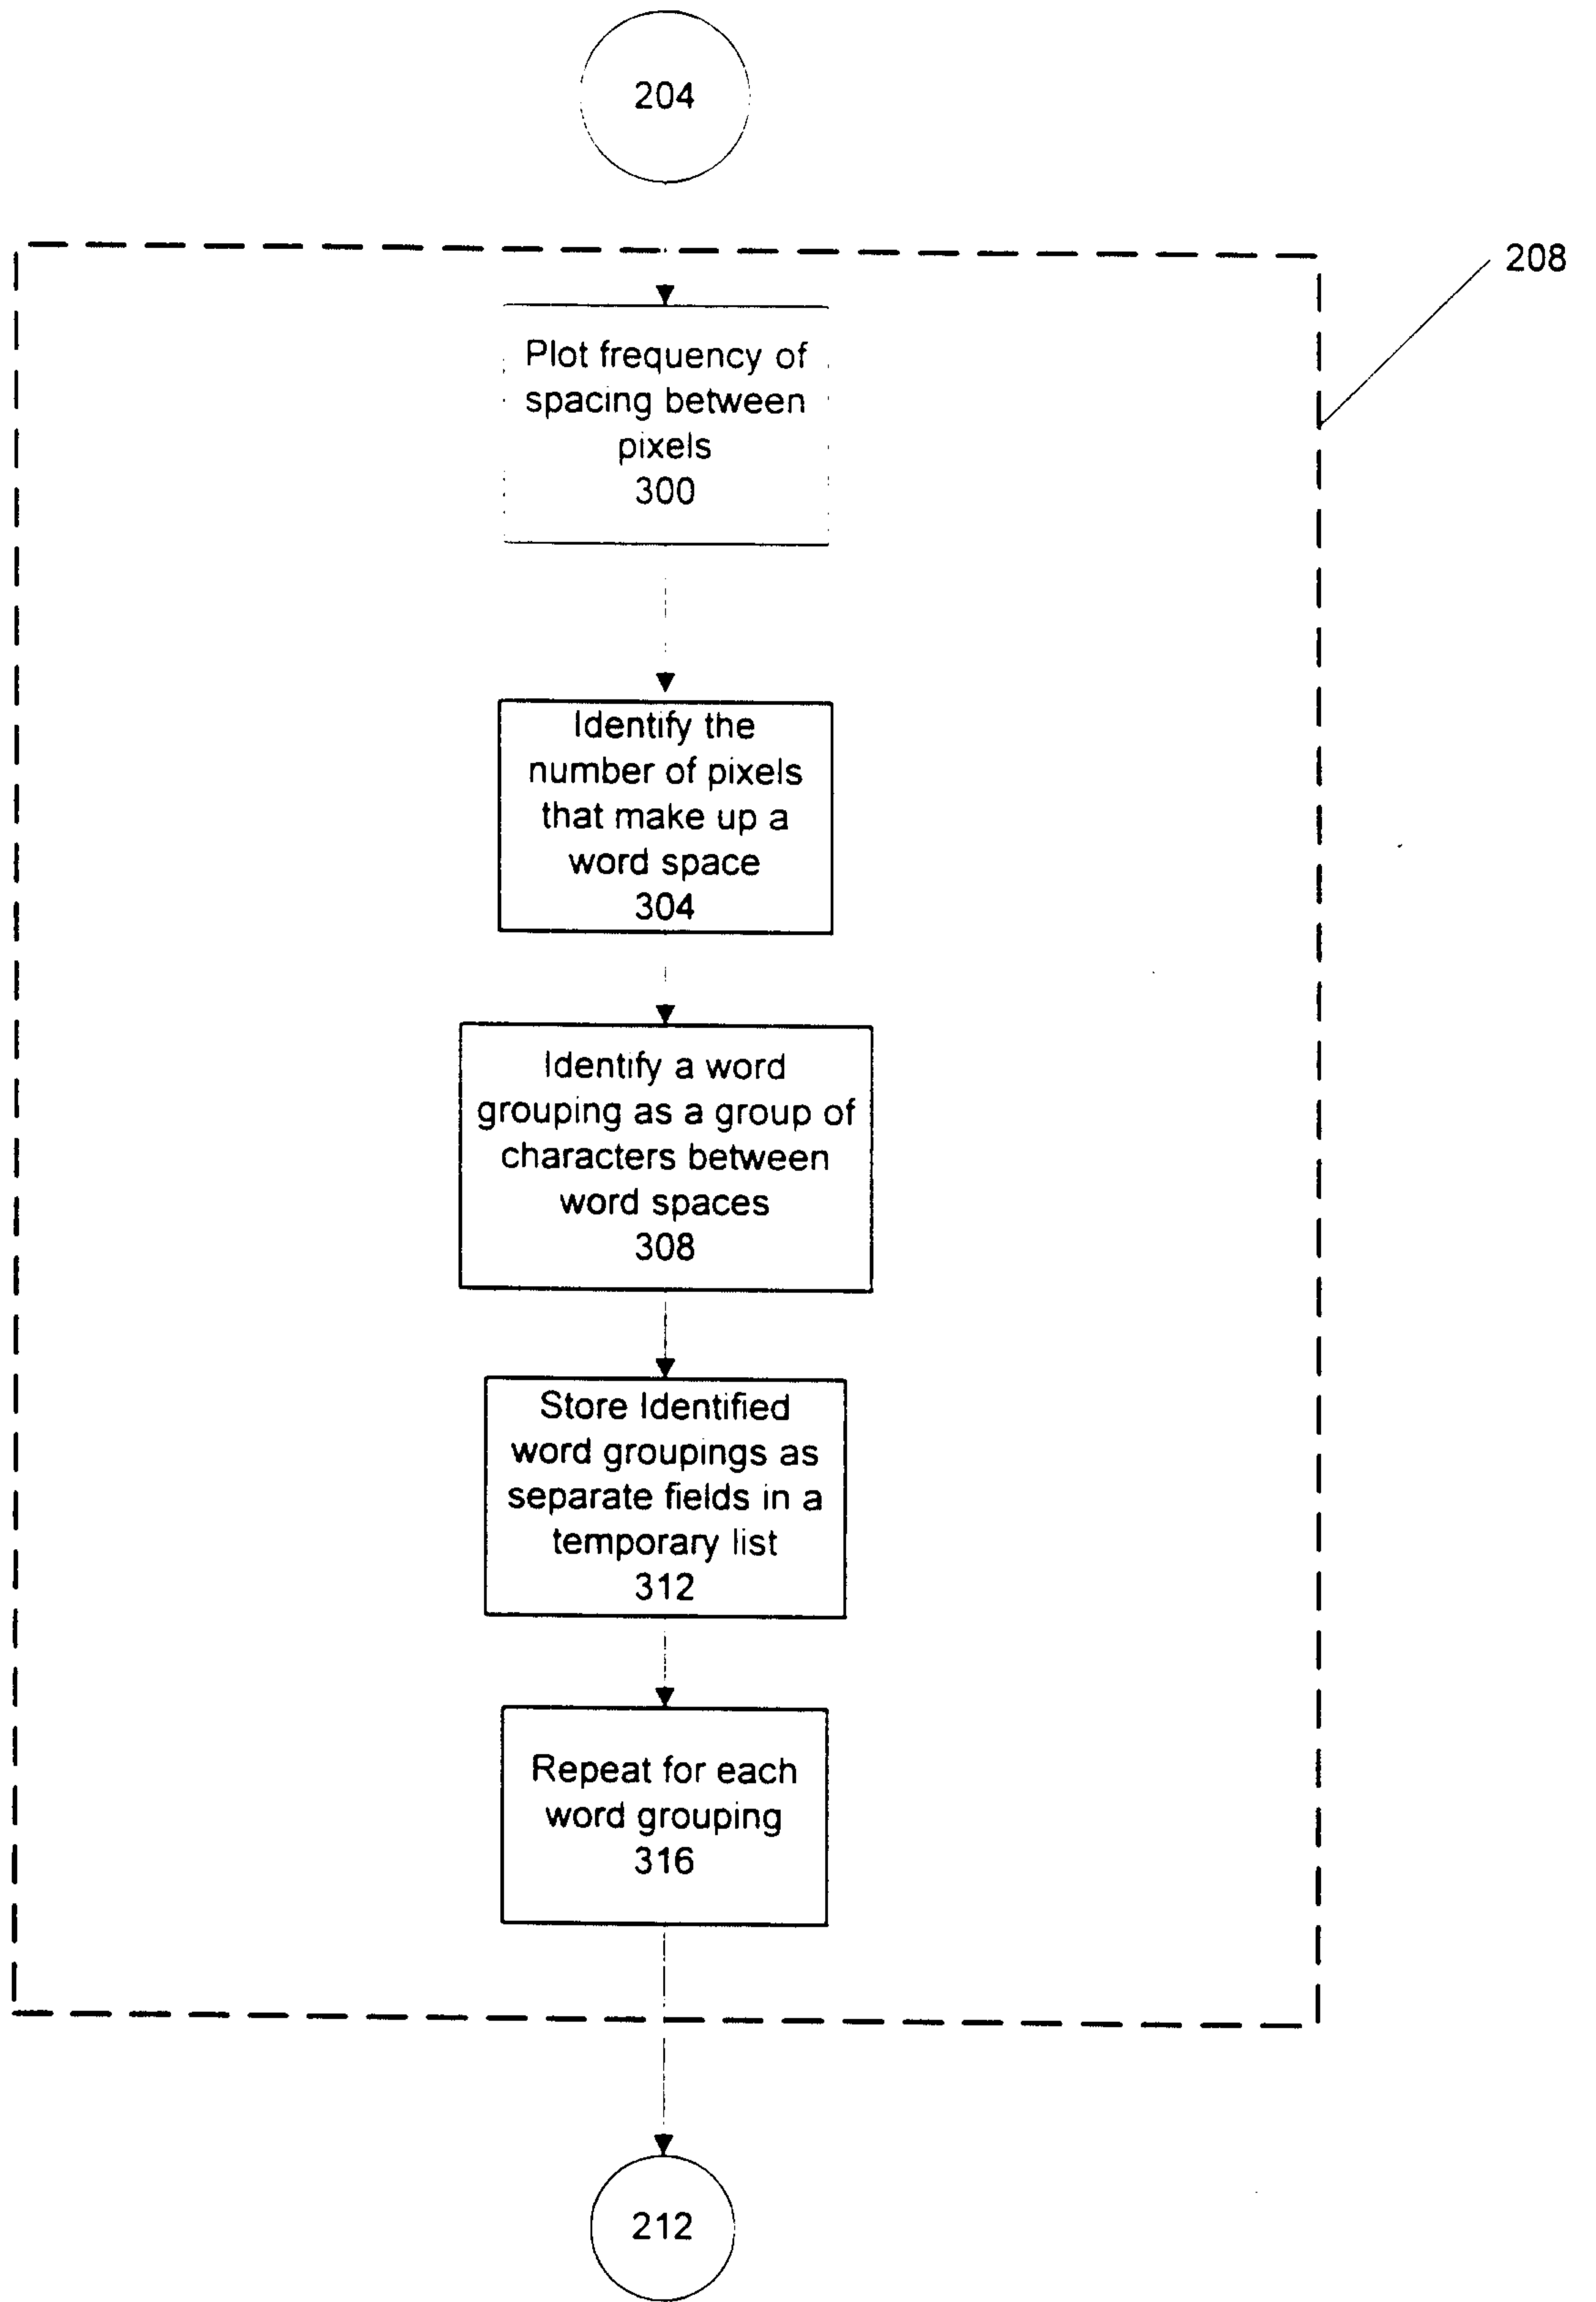 204
208
Plot frequency of
spacing between
pixels
300
Identify the
number of pixels
that make up a
word space
304
Identify a word
grouping as a group of
characters between
word spaces
308
Store Identified
word groupings as
separate fields in a
temporary list
312
Repeat for each
word grouping
316
212